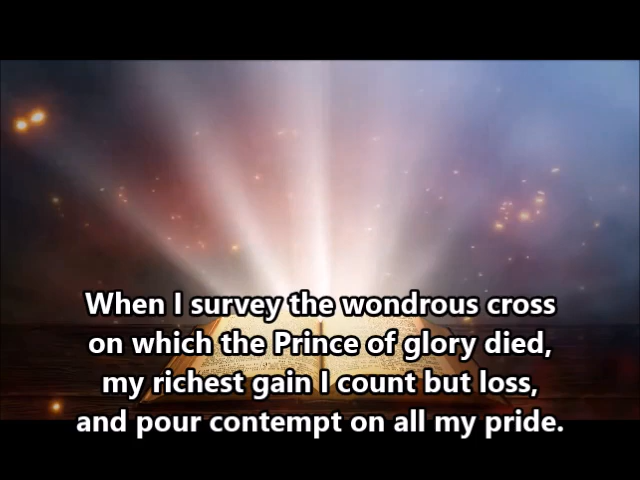 When I survey the wondrous cross
on which the Prince of glory died,
my richest gain I count but loss,
and pour contempt on all my pride.